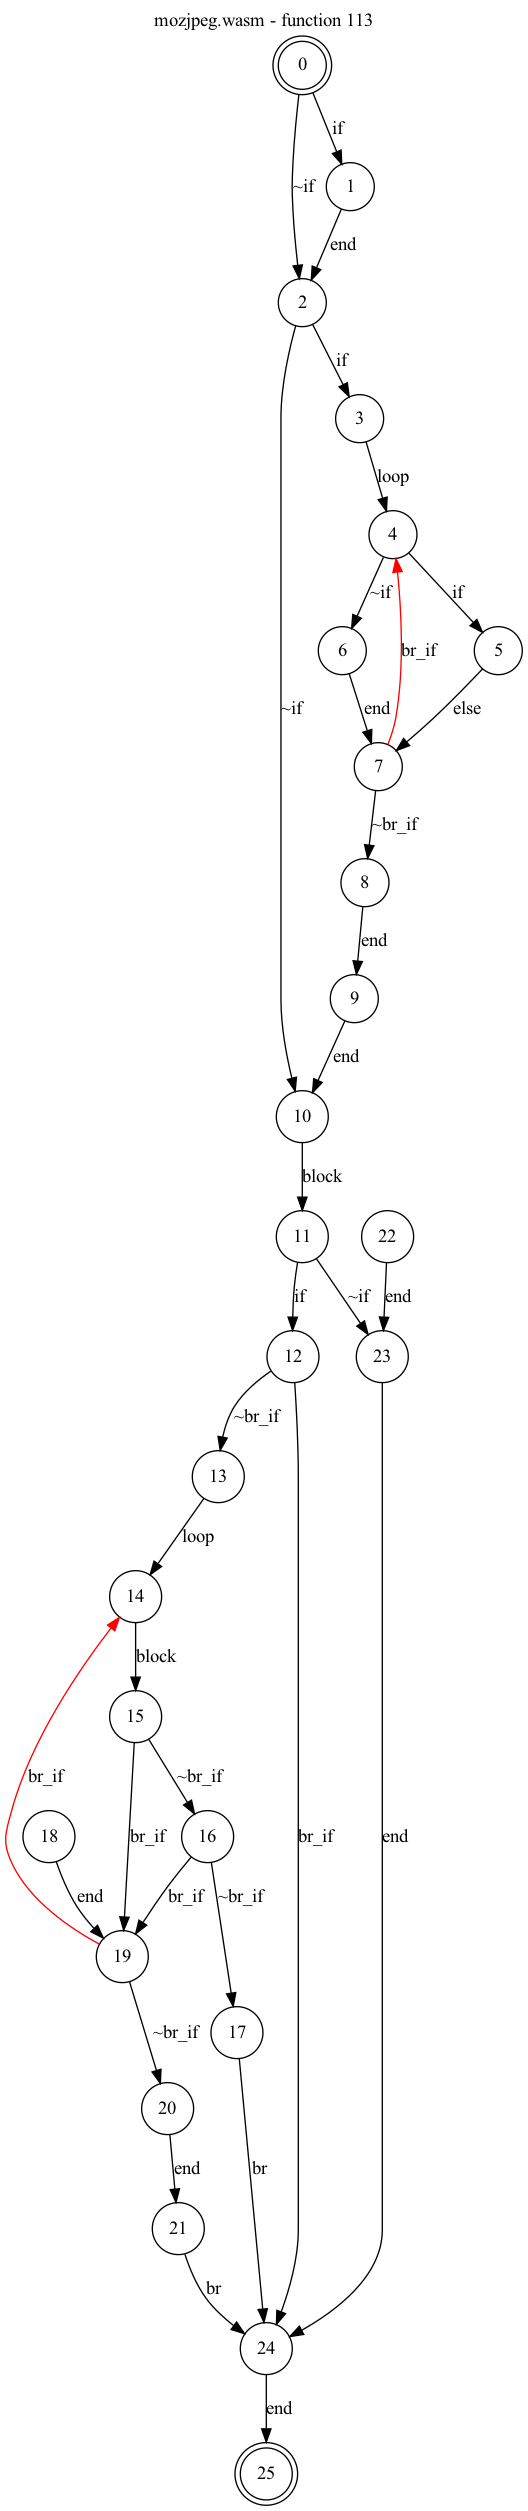 mozjpeg.wasm - function 113
0
if
~if
1
end
2
if
3
loop
4
~if
if
6
br_if
5
~if
end
else
7
~br_if
8
end
9
end
10
block
11
22
if
~if
end
12
23
~br_if
13
loop
14
block
15
br_if
~br_if
18
br_if
16
br_if
end
end
br_if
~br_if
19
17
~br_if
20
end
br
21
br
24
end
25